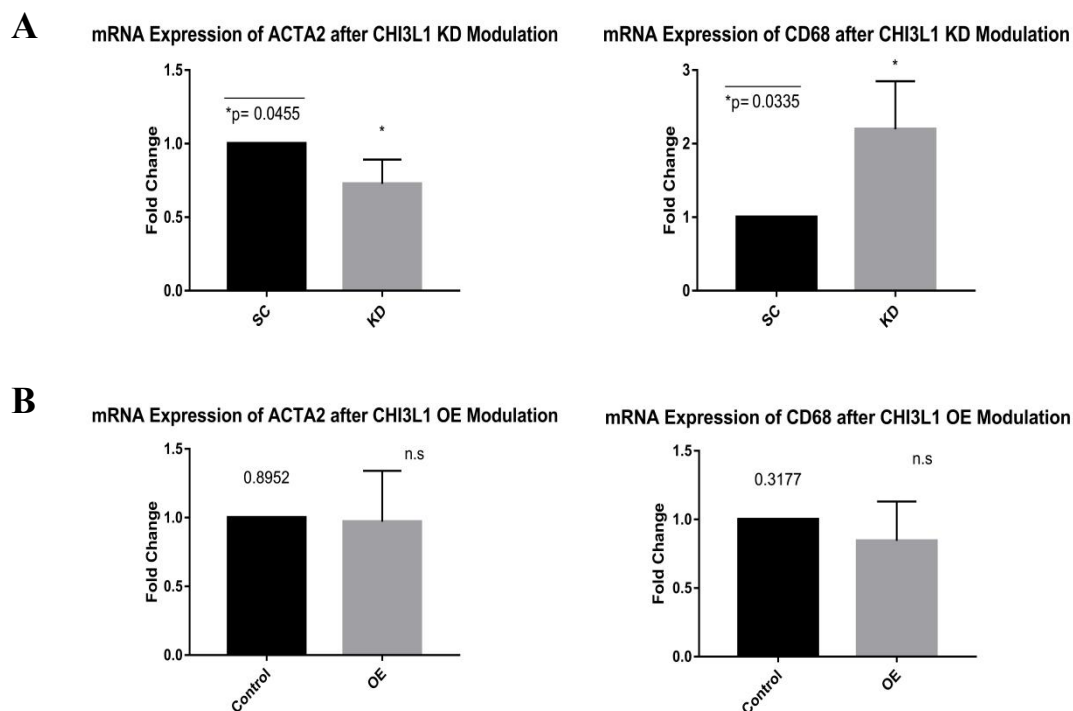 A
mRNA Expression of ACTA2 after CHI3L1 KD Modulation
Fold Change
1.5
1.0
0.5
0.0
*p= 0.0455
*
SC
KD
mRNA Expression of CD68 after CHI3L1 KD Modulation
Fold Change
3
2
1
0
*p= 0.0335
*
SC
KD
B
mRNA Expression of ACTA2 after CHI3L1 OE Modulation
Fold Change
1.5
1.0
0.5
0.0
0.8952
n.s
Control
OE
mRNA Expression of CD68 after CHI3L1 OE Modulation
Fold Change
1.5
1.0
0.5
0.0
0.3177
n.s
Control
OE